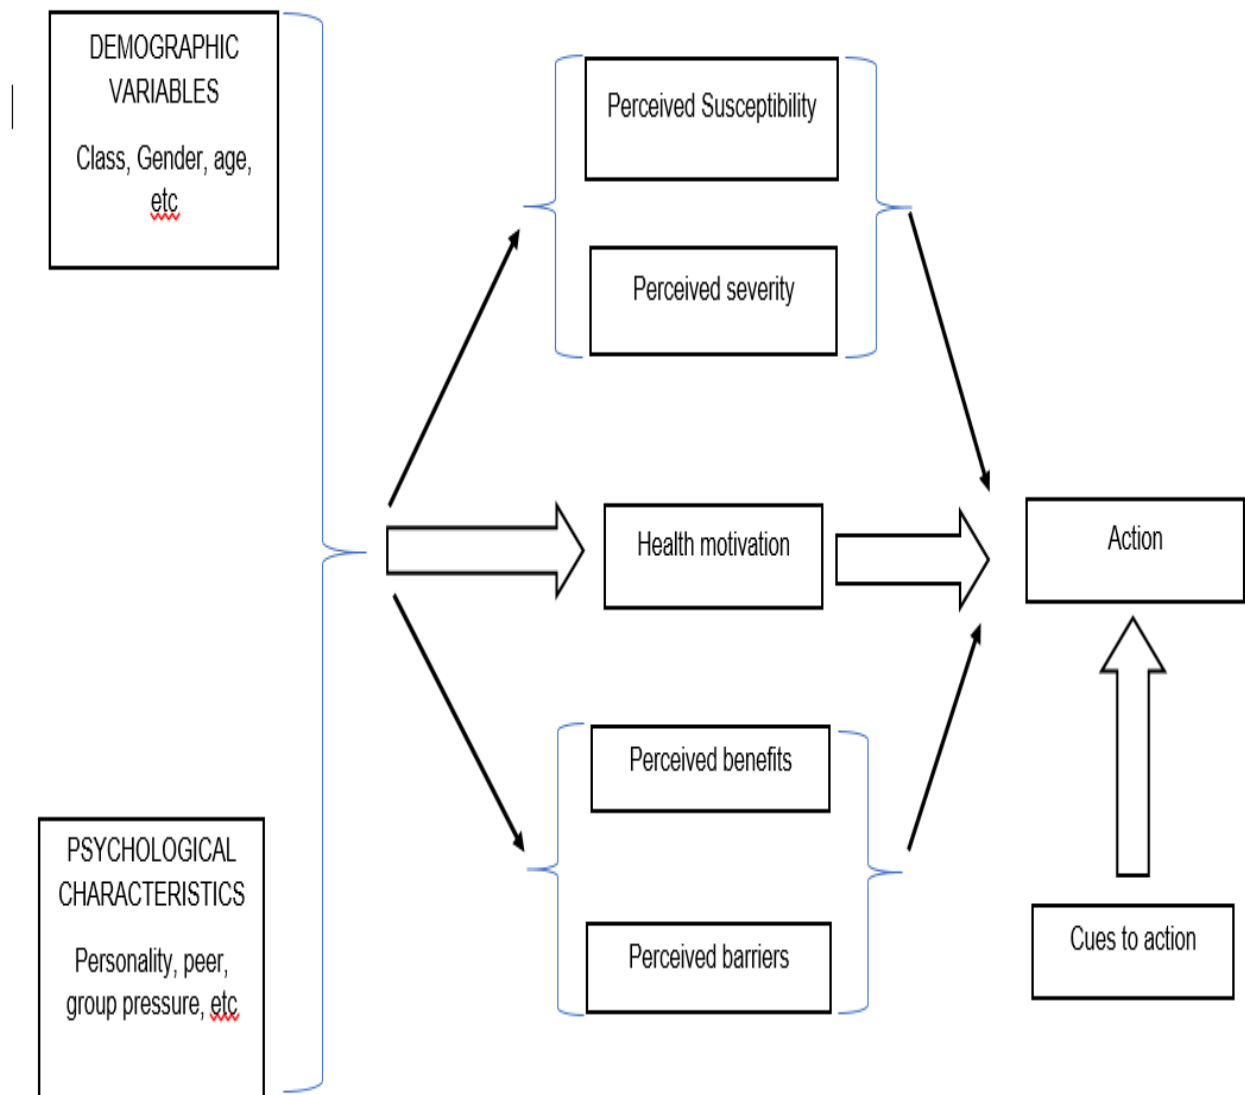 DEMOGRAPHIC
VARIABLES
Class, Gender, age,
etc
PSYCHOLOGICAL
CHARACTERISTICS
Personality, peer,
group pressure, etc
Perceived Susceptibility
Perceived severity
Health motivation
Perceived benefits
Perceived barriers
Action
Cues to action